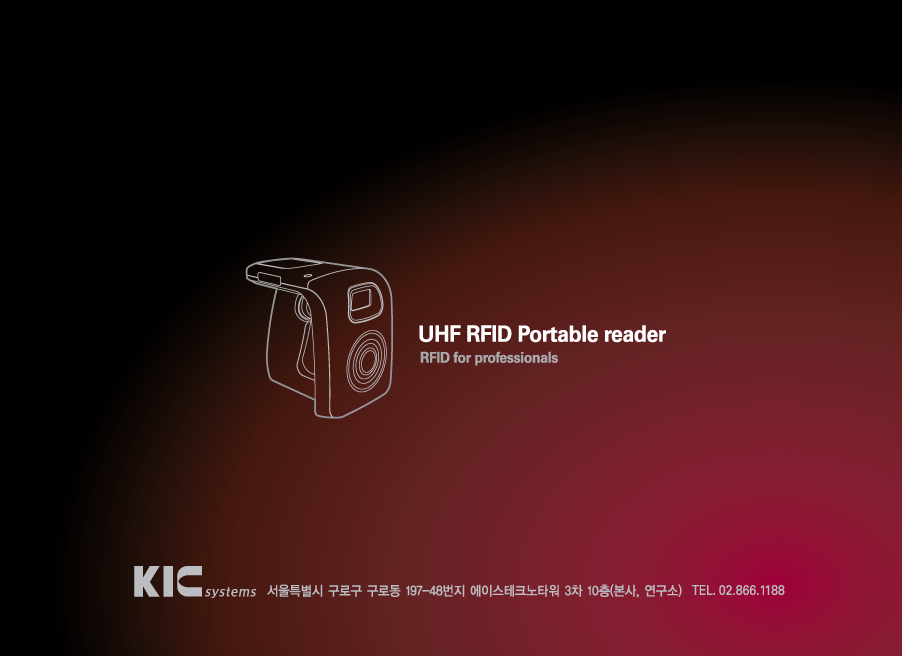 UHF RFID Portable reader
RFID for professionals
KIC systems 서울특별시 구로구 구로동 197-48번지 에이스테크노타워 3차 10층(본사, 연구소) TEL. 02.866.1188